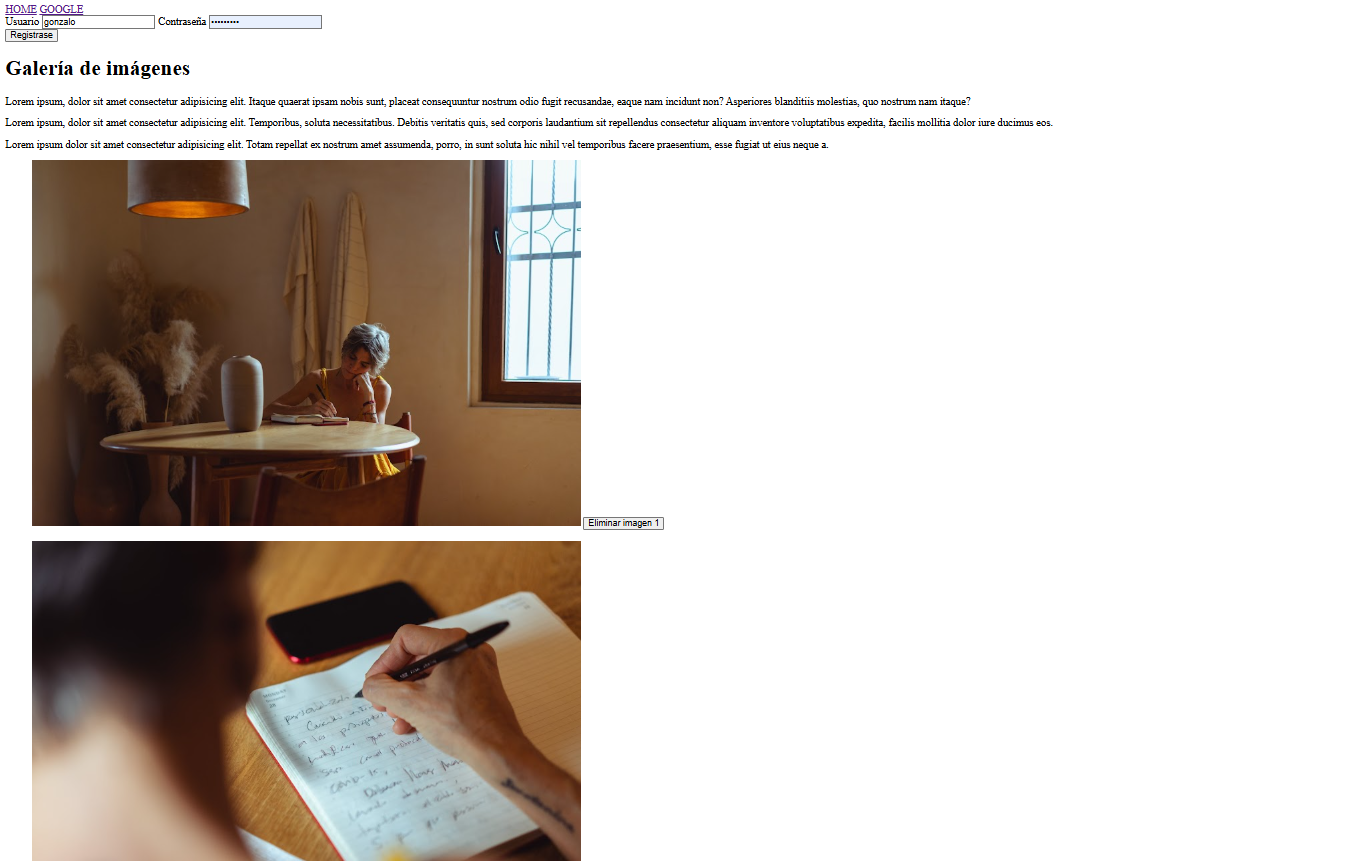 HOME GOOGLE
Usuario gonzalo Contraseña •••••••••
Registrase
Galería de imágenes
Lorem ipsum, dolor sit amet consectetur adipisicing elit. Itaque quaerat ipsam nobis sunt, placeat consequuntur nostrum odio fugit recusandae, eaque nam incidunt non? Asperiores blanditiis molestias, quo nostrum nam itaque?
Lorem ipsum, dolor sit amet consectetur adipisicing elit. Temporibus, soluta necessitatibus. Debitis veritatis quis, sed corporis laudantium sit repellendus consectetur aliquam inventore voluptatibus expedita, facilis mollitia dolor iure ducimus eos.
Lorem ipsum dolor sit amet consectetur adipisicing elit. Totam repellat ex nostrum amet assumenda, porro, in sunt soluta hic nihil vel temporibus facere praesentium, esse fugiat ut eius neque a.
Eliminar imagen 1